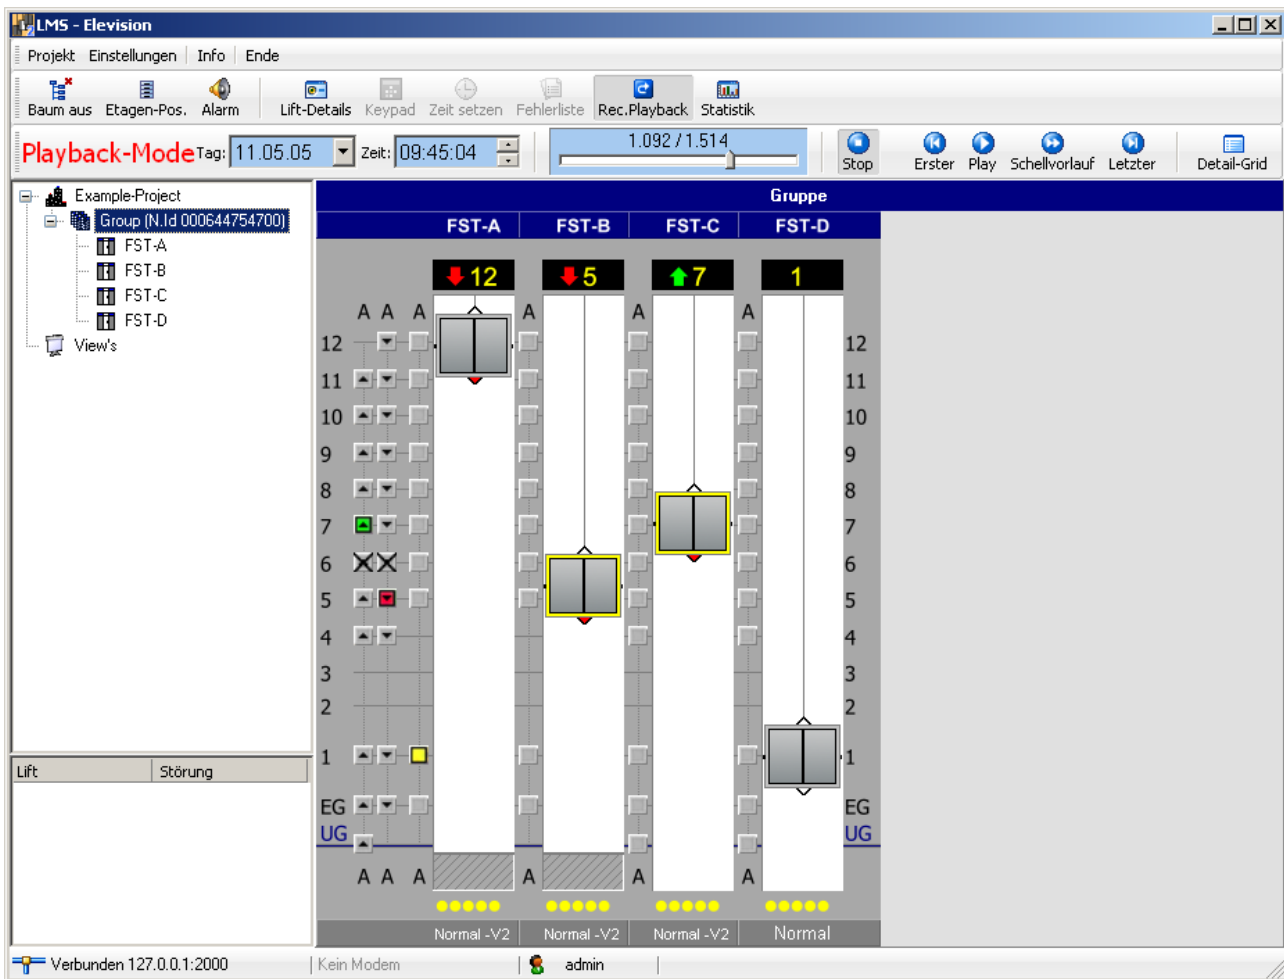 LMS - Elevision
Projekt Einstellungen Info Ende
Baum aus Etagen-Pos. Alarm Lift-Details Keypad Zeit setzen Fehlerliste Rec.Playback Statistik
Playback-Mode Tag: 11.05.05 Zeit: 09:45:04 1.092 / 1.514 Stop Erster Play Schellvorlauf Letzter Detail-Grid
Example-Project
Group (N.Id 000644754700)
FST-A
FST-B
FST-C
FST-D
View's
Lift Störung
Gruppe
FST-A FST-B FST-C FST-D
12 5 7 1
A A A A A A
12 12
11 11
10 10
9 9
8 8
7 7
6 6
5 5
4 4
3 3
2 2
1 1
EG EG
UG UG
A A A A A A
Normal -V2 Normal -V2 Normal -V2 Normal
Verbunden 127.0.0.1:2000 Kein Modem admin